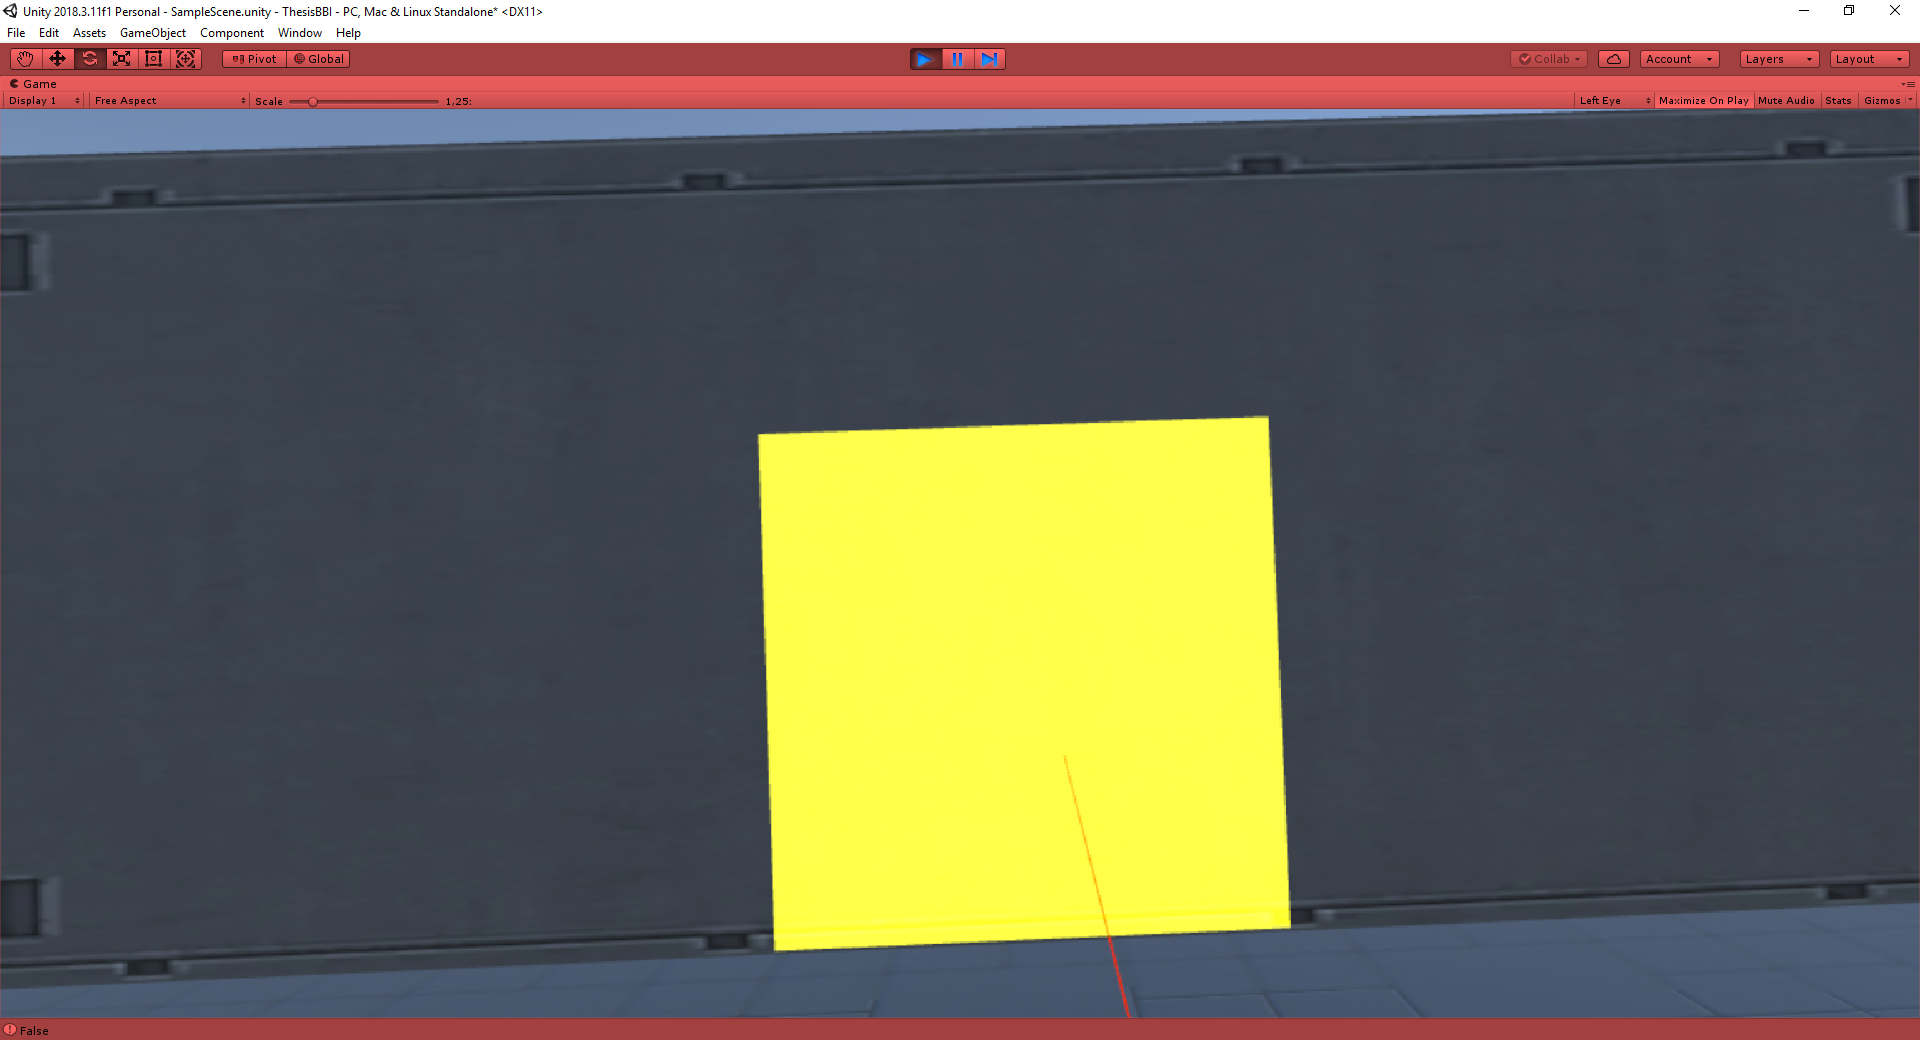 Unity 2018.3.11f1 Personal - SampleScene.unity - ThesisBBI - PC, Mac & Linux Standalone* <DX11>
File Edit Assets GameObject Component Window Help
Pivot Global Collab Account Layers Layout
Game
Display 1 Free Aspect Scale 1,25: Left Eye Maximize On Play Mute Audio Stats Gizmos
False